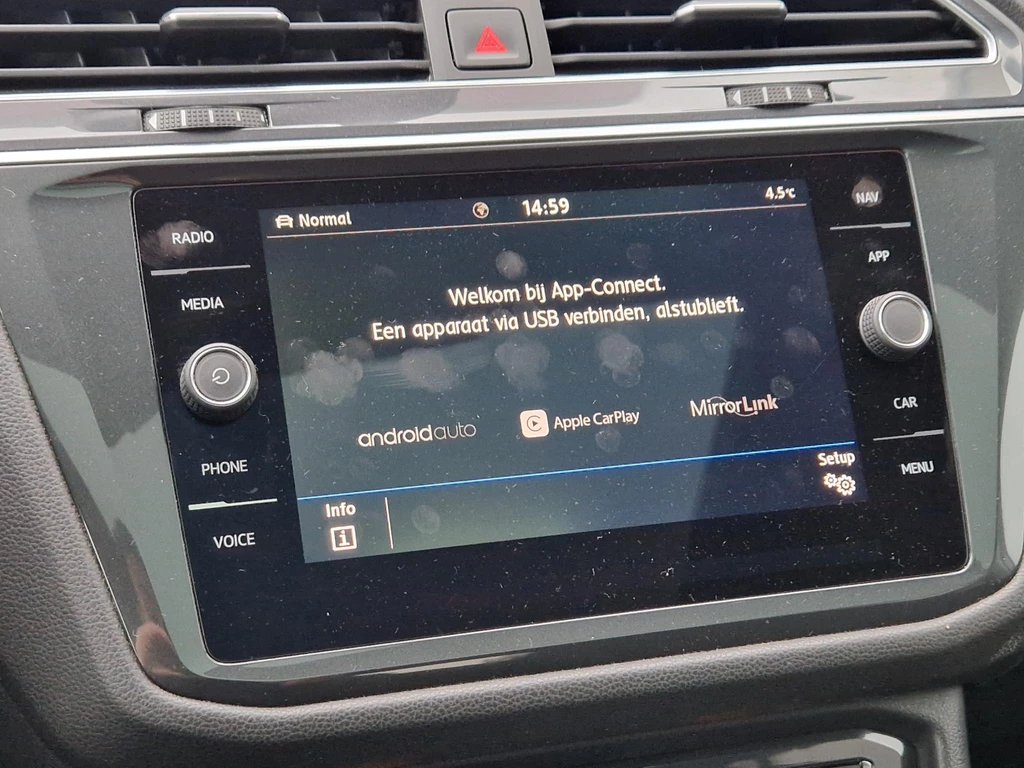 RADIO
MEDIA
PHONE
VOICE
Normal
14:59
4.5°C
Welkom bij App-Connect.
Een apparaat via USB verbinden, alstublieft.
androidauto
Apple CarPlay
MirrorLink
Setup
Info
i
NAV
APP
CAR
MENU